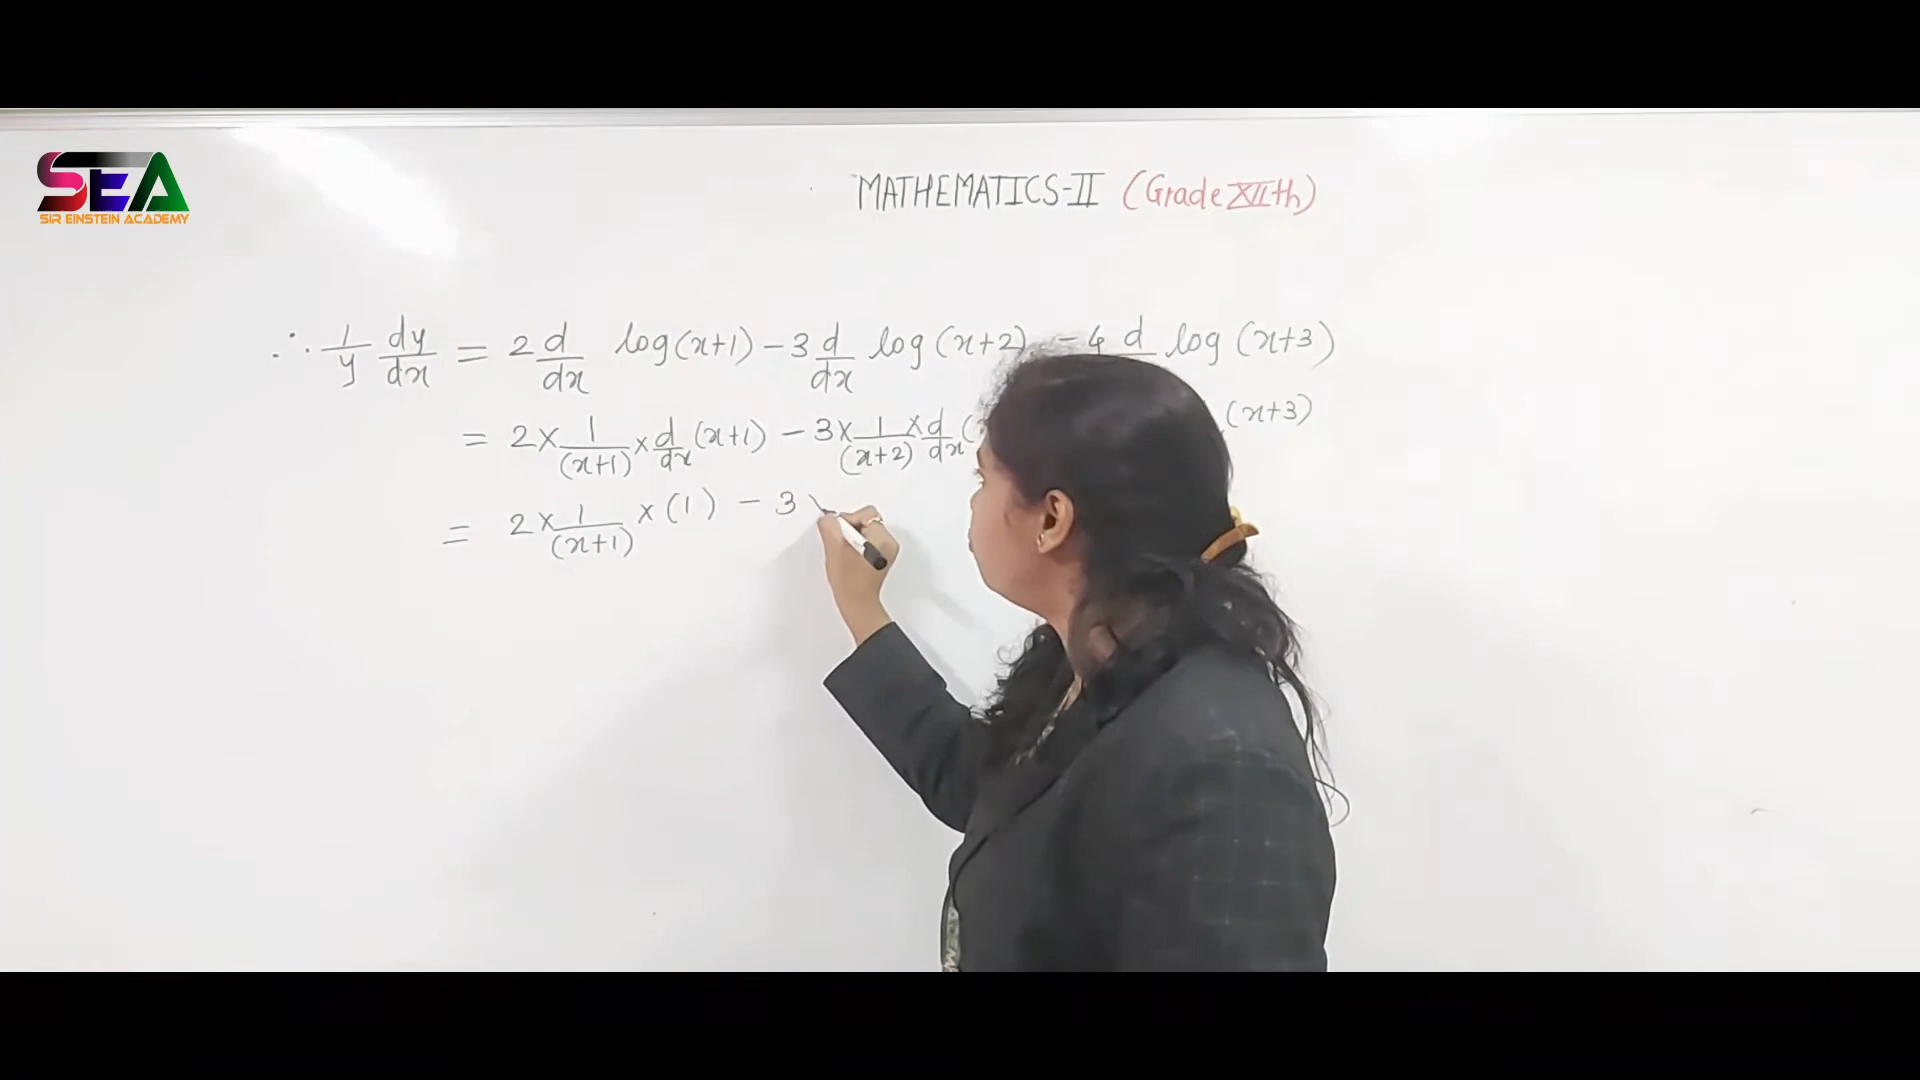 SEA
SIR EINSTEIN ACADEMY
MATHEMATICS-II (Grade XIIth)
∴ 1/y dy/dx = 2 d/dx log(x+1) - 3 d/dx log(x+2) - 4 d log(x+3)
= 2 × 1/(x+1) × d/dx (x+1) - 3 × 1/(x+2) × d/dx ( (x+3)
= 2 × 1/(x+1) × (1) - 3